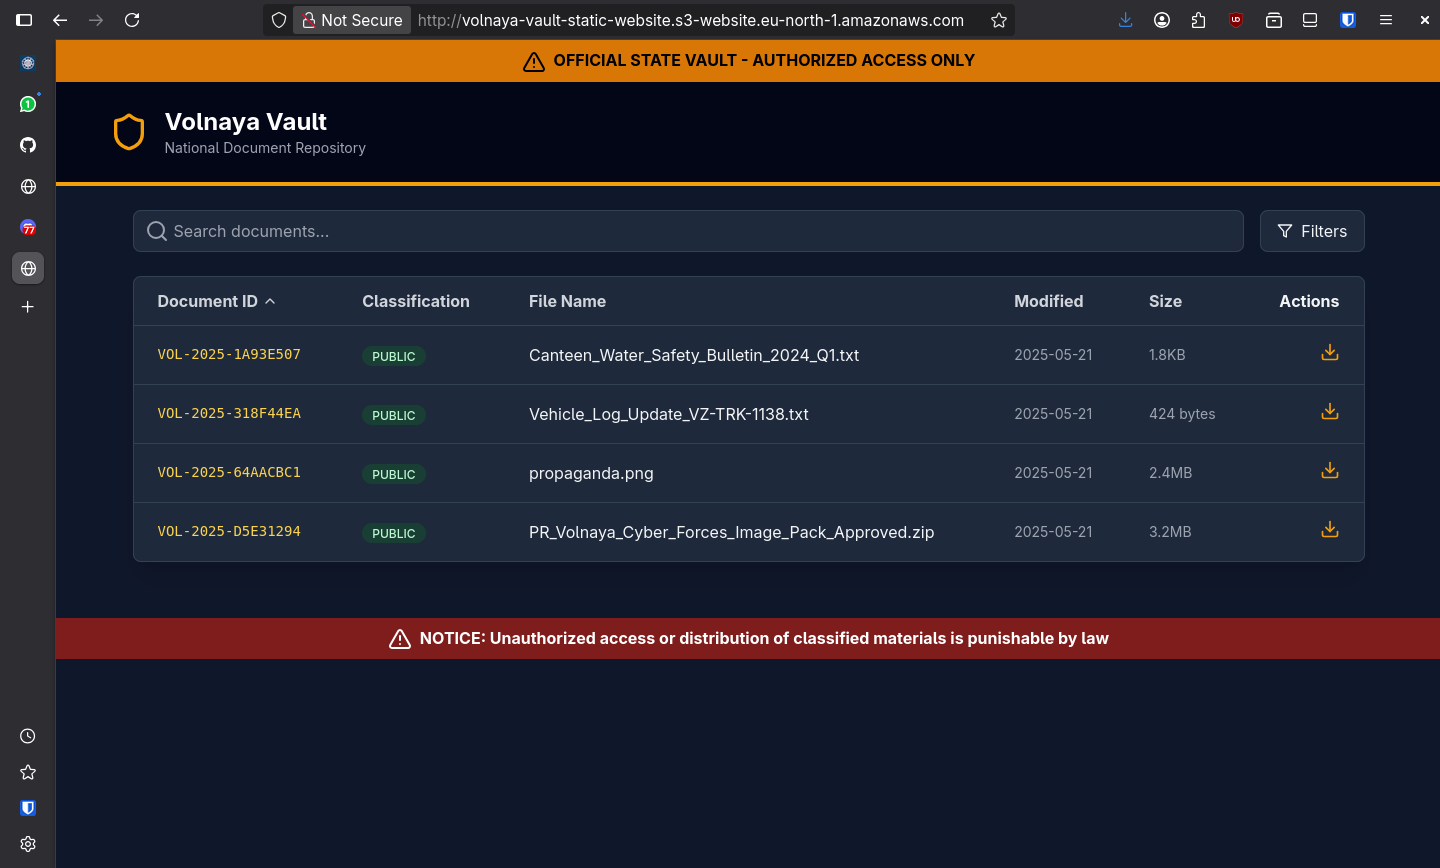 Not Secure http://volnaya-vault-static-website.s3-website.eu-north-1.amazonaws.com
OFFICIAL STATE VAULT - AUTHORIZED ACCESS ONLY
Volnaya Vault
National Document Repository
Search documents...
Filters
Document ID Classification File Name Modified Size Actions
VOL-2025-1A93E507 PUBLIC Canteen_Water_Safety_Bulletin_2024_Q1.txt 2025-05-21 1.8KB
VOL-2025-318F44EA PUBLIC Vehicle_Log_Update_VZ-TRK-1138.txt 2025-05-21 424 bytes
VOL-2025-64AACBC1 PUBLIC propaganda.png 2025-05-21 2.4MB
VOL-2025-D5E31294 PUBLIC PR_Volnaya_Cyber_Forces_Image_Pack_Approved.zip 2025-05-21 3.2MB
NOTICE: Unauthorized access or distribution of classified materials is punishable by law
1
77